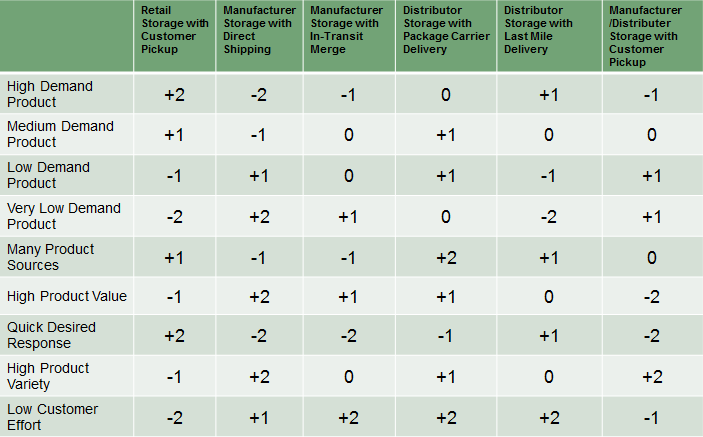 Retail Storage with Customer Pickup
Manufacturer Storage with Direct Shipping
Manufacturer Storage with In-Transit Merge
Distributor Storage with Package Carrier Delivery
Distributor Storage with Last Mile Delivery
Manufacturer /Distributer Storage with Customer Pickup
High Demand Product +2 -2 -1 0 +1 -1
Medium Demand Product +1 -1 0 +1 0 0
Low Demand Product -1 +1 0 +1 -1 +1
Very Low Demand Product -2 +2 +1 0 -2 +1
Many Product Sources +1 -1 -1 +2 +1 0
High Product Value -1 +2 +1 +1 0 -2
Quick Desired Response +2 -2 -2 -1 +1 -2
High Product Variety -1 +2 0 +1 0 +2
Low Customer Effort -2 +1 +2 +2 +2 -1